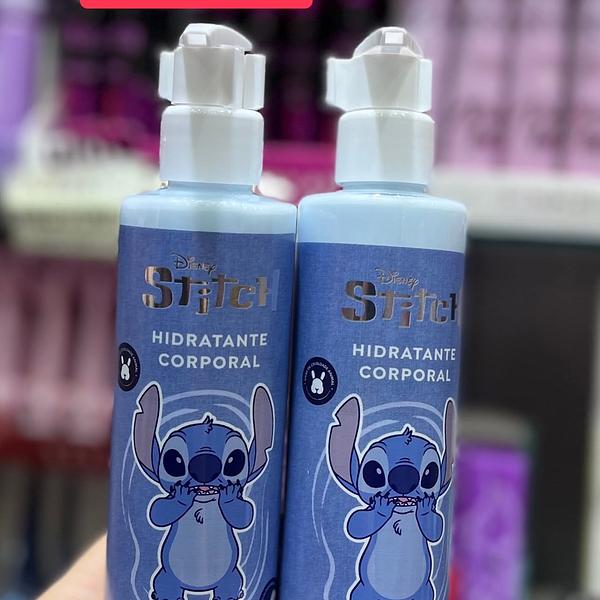 Disney
Stitch
HIDRATANTE
CORPORAL
Disney
Stitch
HIDRATANTE
CORPORAL